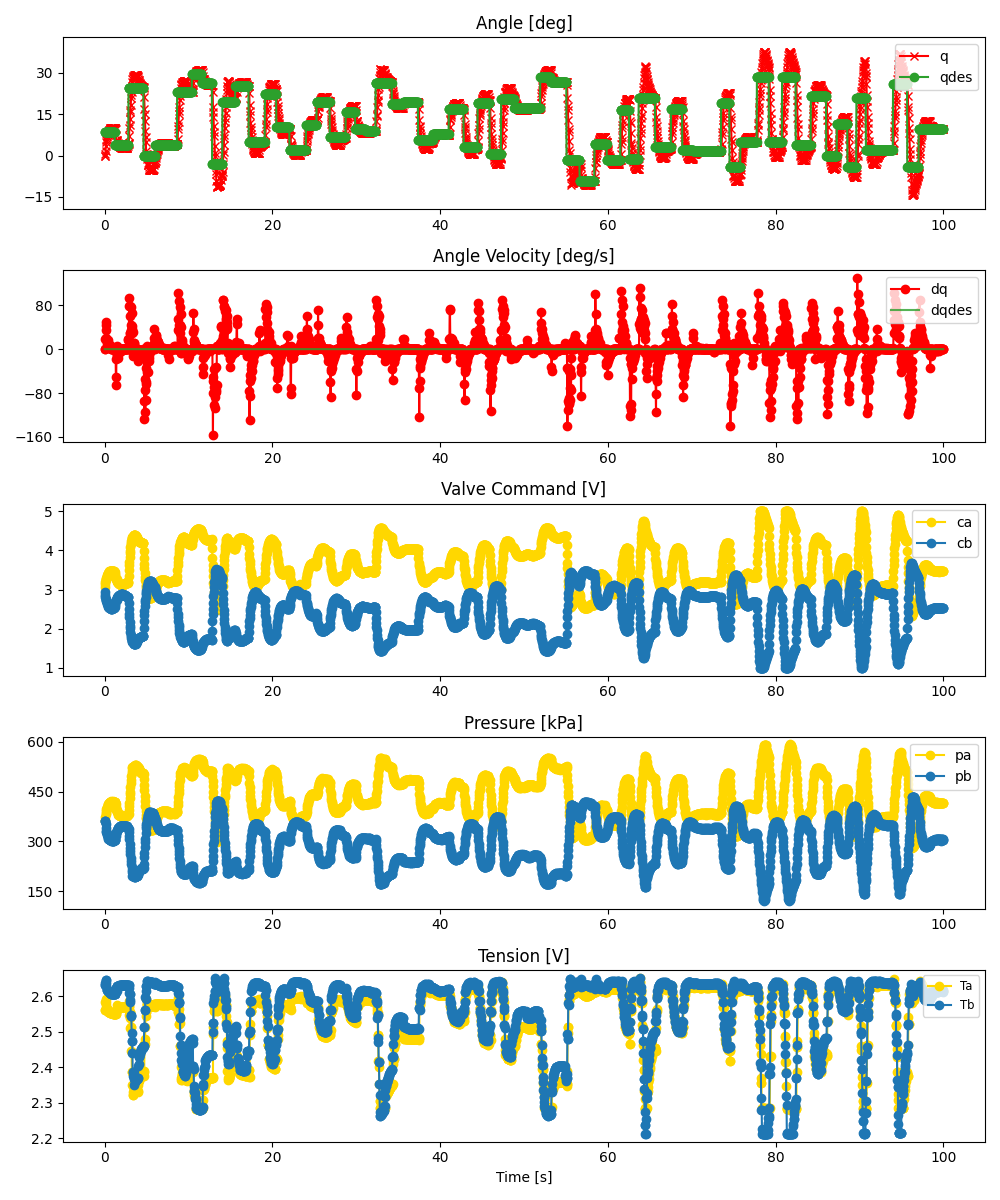 Angle [deg]
30
15
0
−15
q
qdes
0 20 40 60 80 100
Angle Velocity [deg/s]
80
0
−80
−160
dq
dqdes
0 20 40 60 80 100
Valve Command [V]
5
4
3
2
1
ca
cb
0 20 40 60 80 100
Pressure [kPa]
600
450
300
150
pa
pb
0 20 40 60 80 100
Tension [V]
2.6
2.5
2.4
2.3
2.2
Ta
Tb
0 20 40 60 80 100
Time [s]